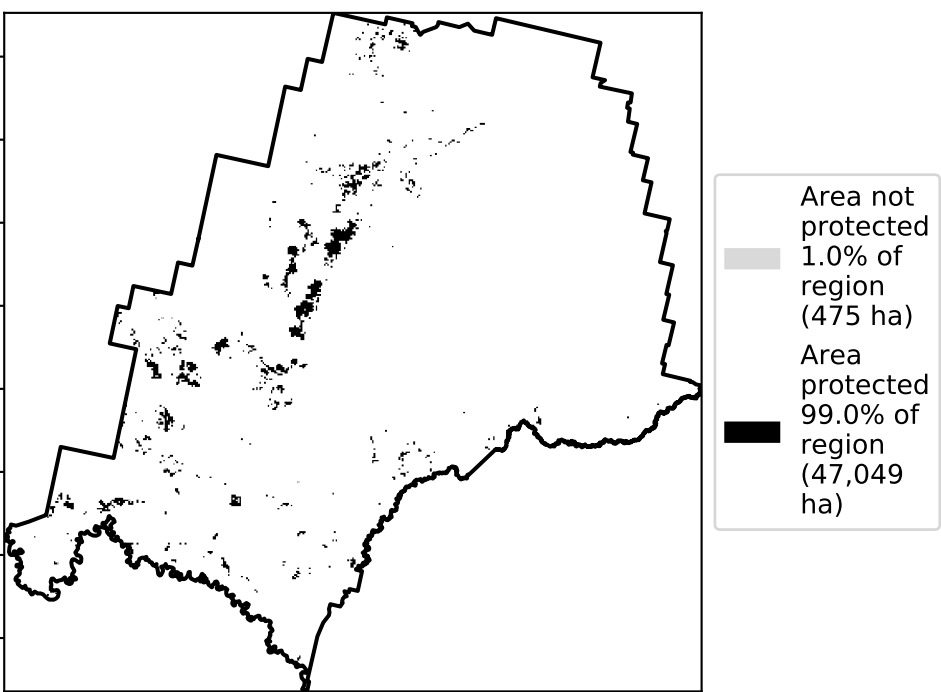 Area not
protected
1.0% of
region
(475 ha)
Area
protected
99.0% of
region
(47,049
ha)